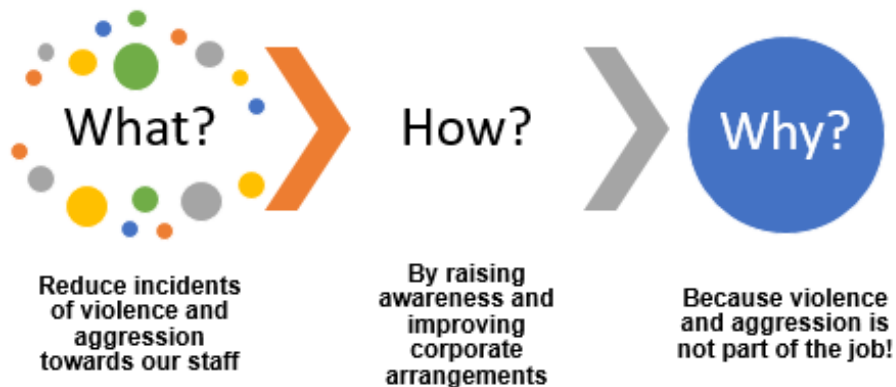 What?
How?
Why?
Reduce incidents
of violence and
aggression
towards our staff
By raising
awareness and
improving
corporate
arrangements
Because violence
and aggression is
not part of the job!